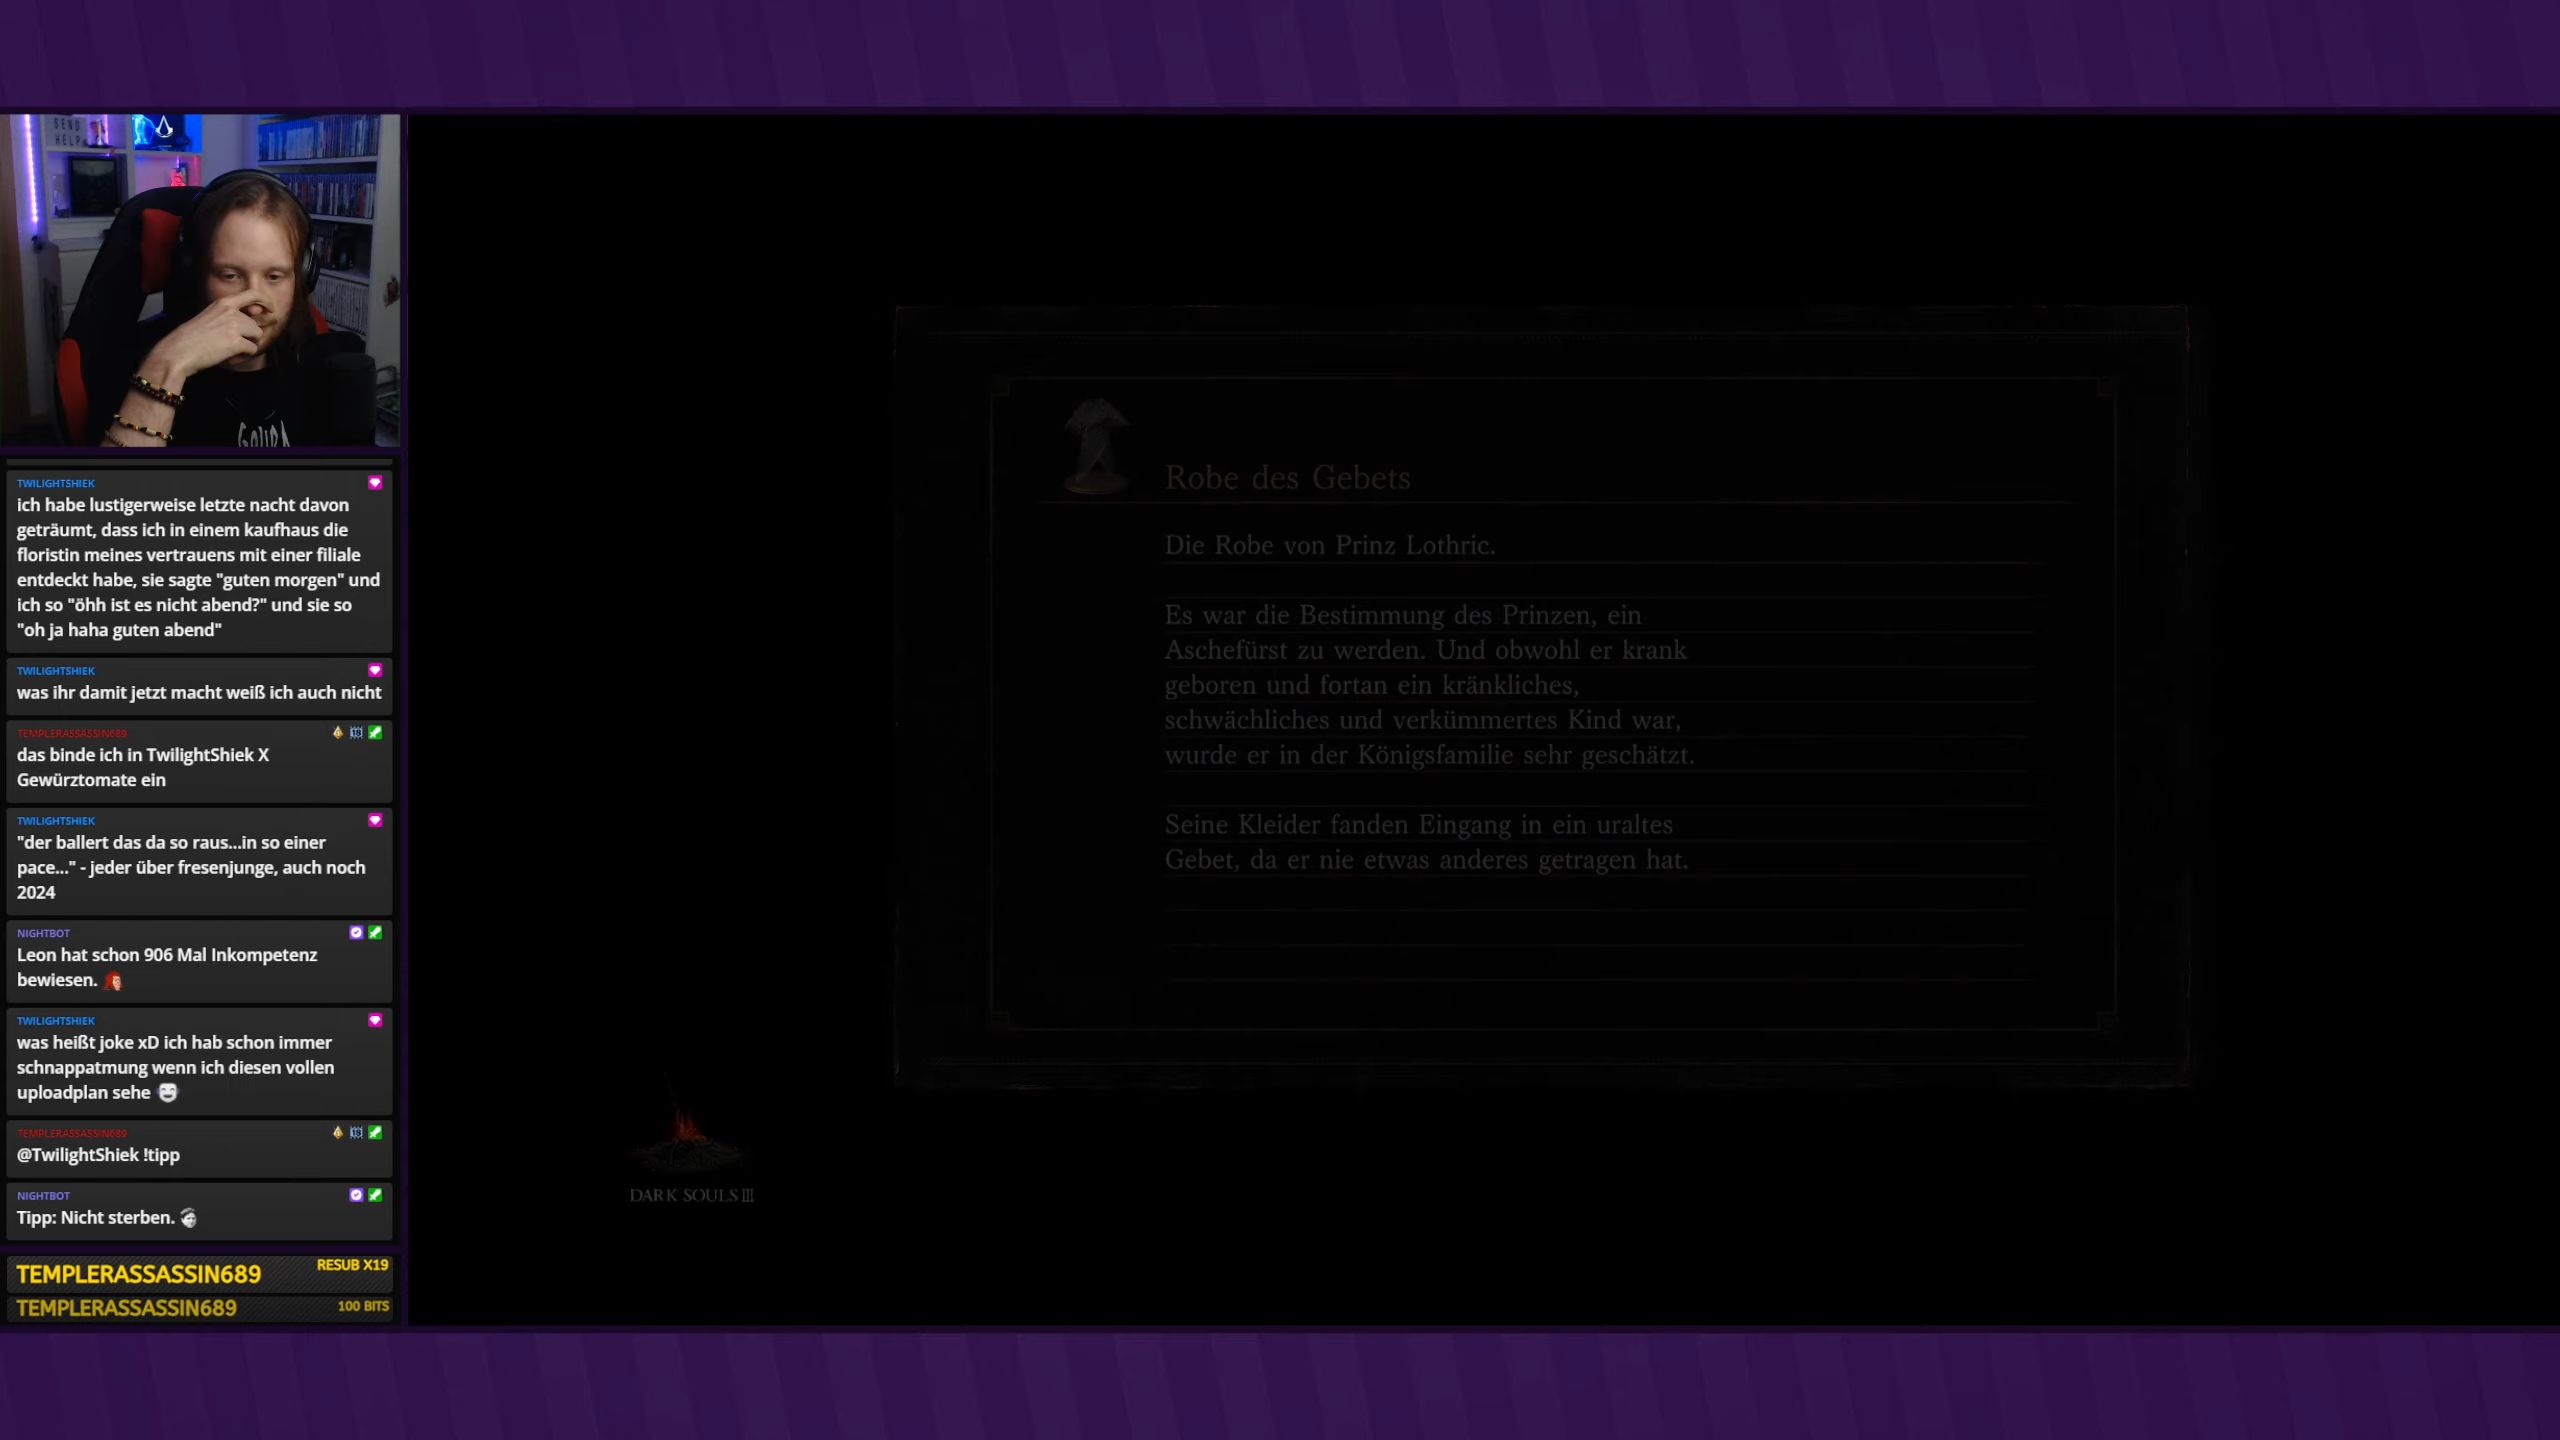 SEND
HELP
TWILIGHTSHIEK
ich habe lustigerweise letzte nacht davon
geträumt, dass ich in einem kaufhaus die
floristin meines vertrauens mit einer filiale
entdeckt habe, sie sagte "guten morgen" und
ich so "öhh ist es nicht abend?" und sie so
"oh ja haha guten abend"
TWILIGHTSHIEK
was ihr damit jetzt macht weiß ich auch nicht
TEMPLERASSASSIN689
das binde ich in TwilightShiek X
Gewürztomate ein
TWILIGHTSHIEK
"der ballert das da so raus...in so einer
pace..." - jeder über fresenjunge, auch noch
2024
NIGHTBOT
Leon hat schon 906 Mal Inkompetenz
bewiesen.
TWILIGHTSHIEK
was heißt joke xD ich hab schon immer
schnappatmung wenn ich diesen vollen
uploadplan sehe
TEMPLERASSASSIN689
@TwilightShiek !tipp
NIGHTBOT
Tipp: Nicht sterben.
TEMPLERASSASSIN689 RESUB X19
TEMPLERASSASSIN689 100 BITS
Robe des Gebets
Die Robe von Prinz Lothric.
Es war die Bestimmung des Prinzen, ein
Aschefürst zu werden. Und obwohl er krank
geboren und fortan ein kränkliches,
schwächliches und verkümmertes Kind war,
wurde er in der Königsfamilie sehr geschätzt.
Seine Kleider fanden Eingang in ein uraltes
Gebet, da er nie etwas anderes getragen hat.
DARK SOULS III